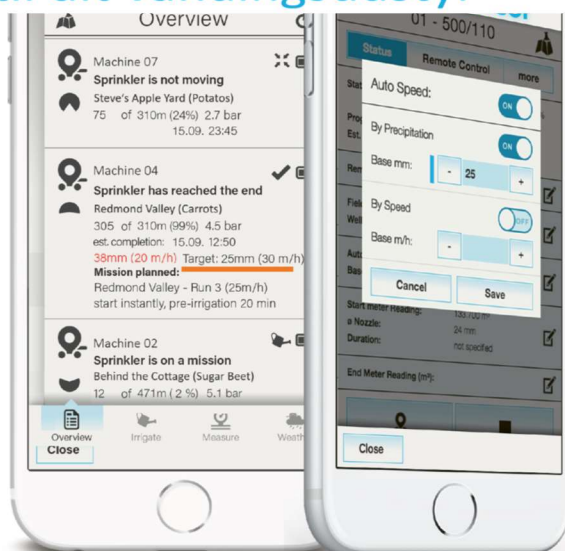 Overview
Machine 07
Sprinkler is not moving
Steve's Apple Yard (Potatos)
75 of 310m (24%) 2.7 bar
15.09. 23:45
Machine 04
Sprinkler has reached the end
Redmond Valley (Carrots)
305 of 310m (99%) 4.5 bar
est. completion: 15.09. 12:50
38mm (20 m/h) Target: 25mm (30 m/h)
Mission planned:
Redmond Valley - Run 3 (25m/h)
start instantly, pre-irrigation 20 min
Machine 02
Sprinkler is on a mission
Behind the Cottage (Sugar Beet)
12 of 471m ( 2 %) 5.1 bar
Overview Irrigate Measure Weath
Close
01 - 500/110
Status Remote Control more
Auto Speed: ON
By Precipitation ON
Base mm: - 25 +
By Speed OFF
Base m/h: - +
Cancel Save
Start meter Reading: 133.700 m³
a Nozzle: 24 mm
Duration: not specified
End Meter Reading (m³):
Close